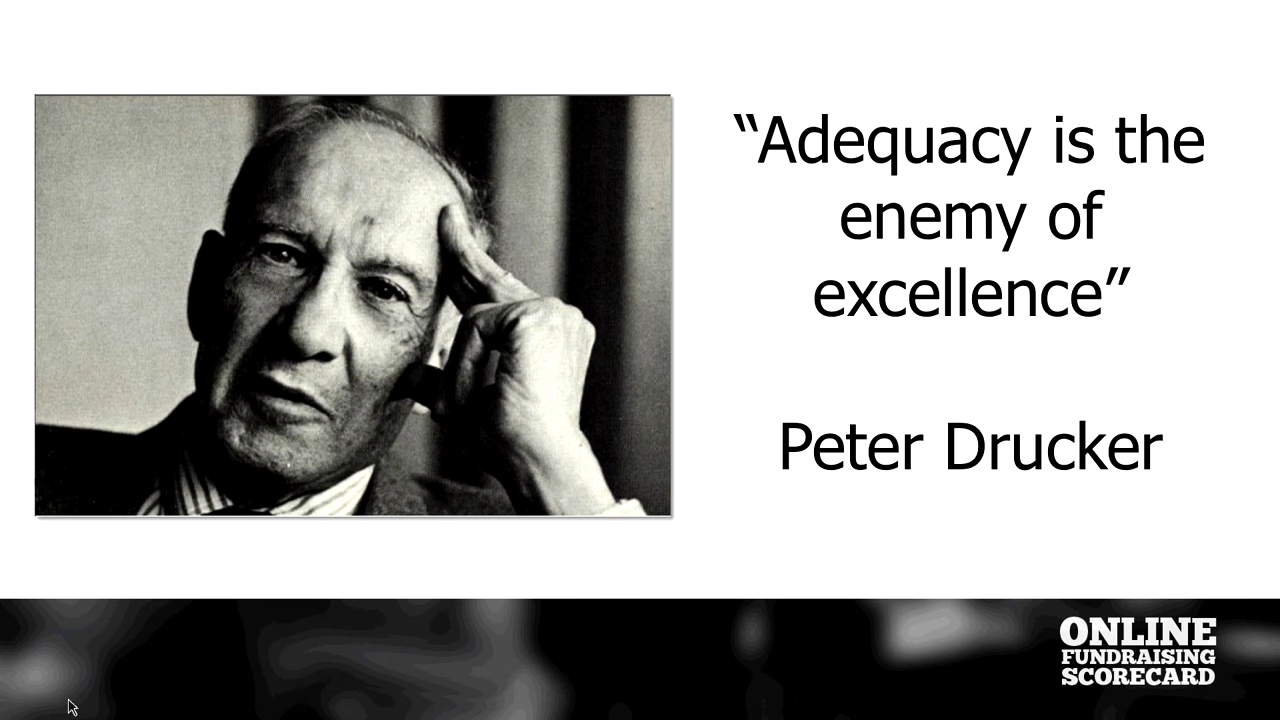 “Adequacy is the
enemy of
excellence”
Peter Drucker
ONLINE
FUNDRAISING
SCORECARD